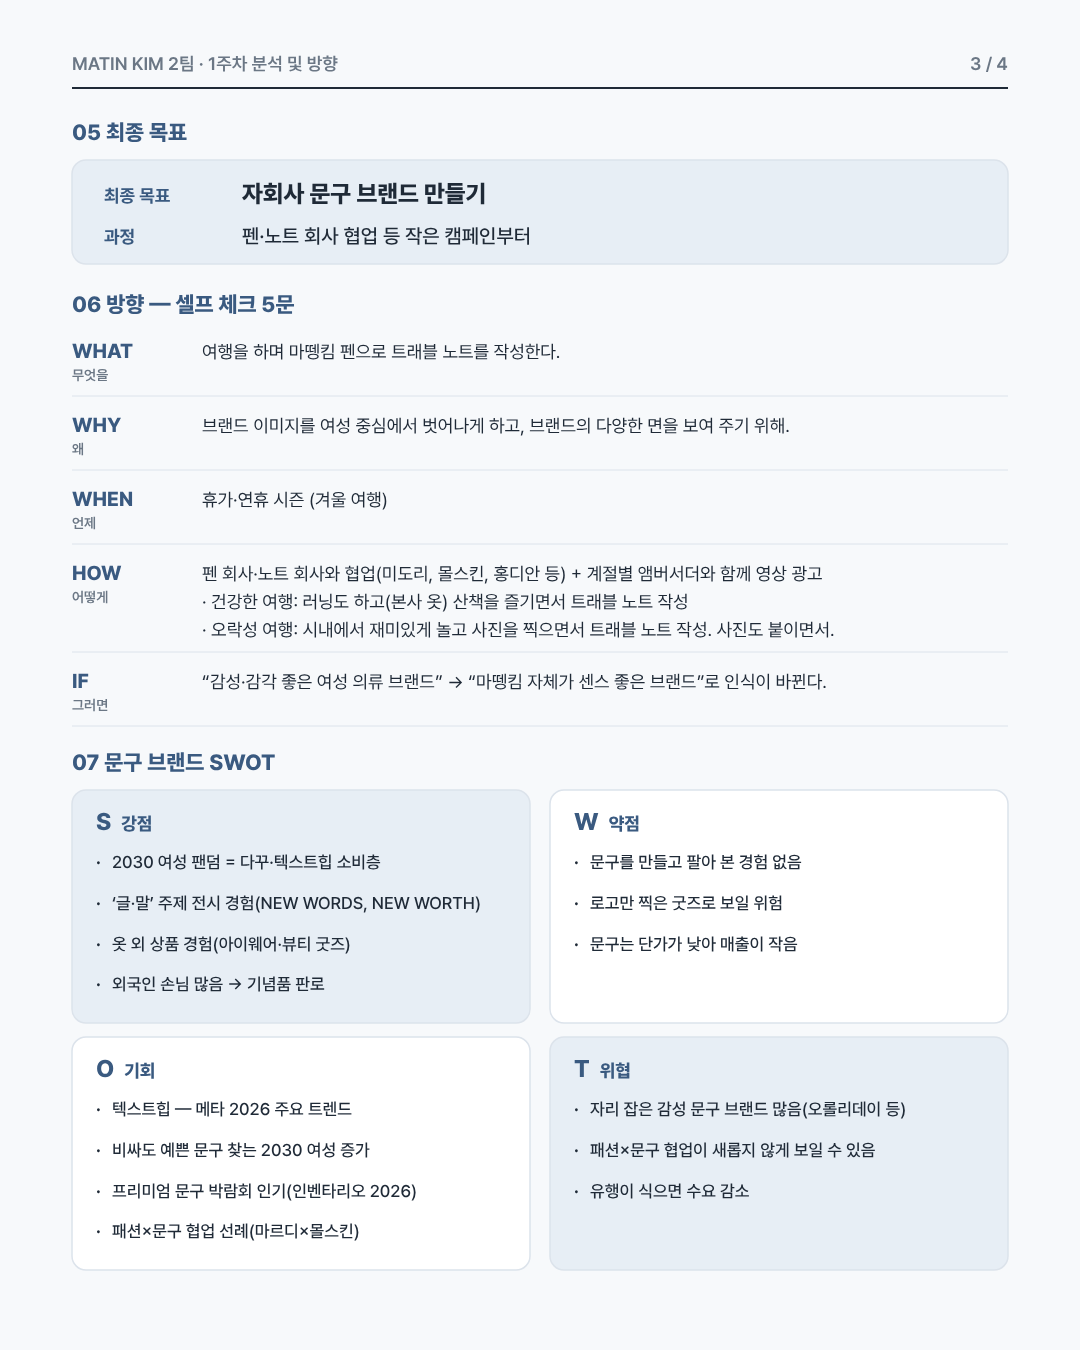 MATIN KIM 2팀 · 1주차 분석 및 방향
3 / 4
05 최종 목표
최종 목표 자회사 문구 브랜드 만들기
과정 펜·노트 회사 협업 등 작은 캠페인부터
06 방향 — 셀프 체크 5문
WHAT 여행을 하며 마뗑킴 펜으로 트래블 노트를 작성한다.
무엇을
WHY 브랜드 이미지를 여성 중심에서 벗어나게 하고, 브랜드의 다양한 면을 보여 주기 위해.
왜
WHEN 휴가·연휴 시즌 (겨울 여행)
언제
HOW 펜 회사·노트 회사와 협업(미도리, 몰스킨, 홍디안 등) + 계절별 앰버서더와 함께 영상 광고
어떻게
· 건강한 여행: 러닝도 하고(본사 옷) 산책을 즐기면서 트래블 노트 작성
· 오락성 여행: 시내에서 재미있게 놀고 사진을 찍으면서 트래블 노트 작성. 사진도 붙이면서.
IF “감성·감각 좋은 여성 의류 브랜드” → “마뗑킴 자체가 센스 좋은 브랜드”로 인식이 바뀐다.
그러면
07 문구 브랜드 SWOT
S 강점
· 2030 여성 팬덤 = 다꾸·텍스트힙 소비층
· ‘글·말’ 주제 전시 경험(NEW WORDS, NEW WORTH)
· 옷 외 상품 경험(아이웨어·뷰티 굿즈)
· 외국인 손님 많음 → 기념품 판로
W 약점
· 문구를 만들고 팔아 본 경험 없음
· 로고만 찍은 굿즈로 보일 위험
· 문구는 단가가 낮아 매출이 작음
O 기회
· 텍스트힙 — 메타 2026 주요 트렌드
· 비싸도 예쁜 문구 찾는 2030 여성 증가
· 프리미엄 문구 박람회 인기(인벤타리오 2026)
· 패션×문구 협업 선례(마르디×몰스킨)
T 위협
· 자리 잡은 감성 문구 브랜드 많음(오롤리데이 등)
· 패션×문구 협업이 새롭지 않게 보일 수 있음
· 유행이 식으면 수요 감소